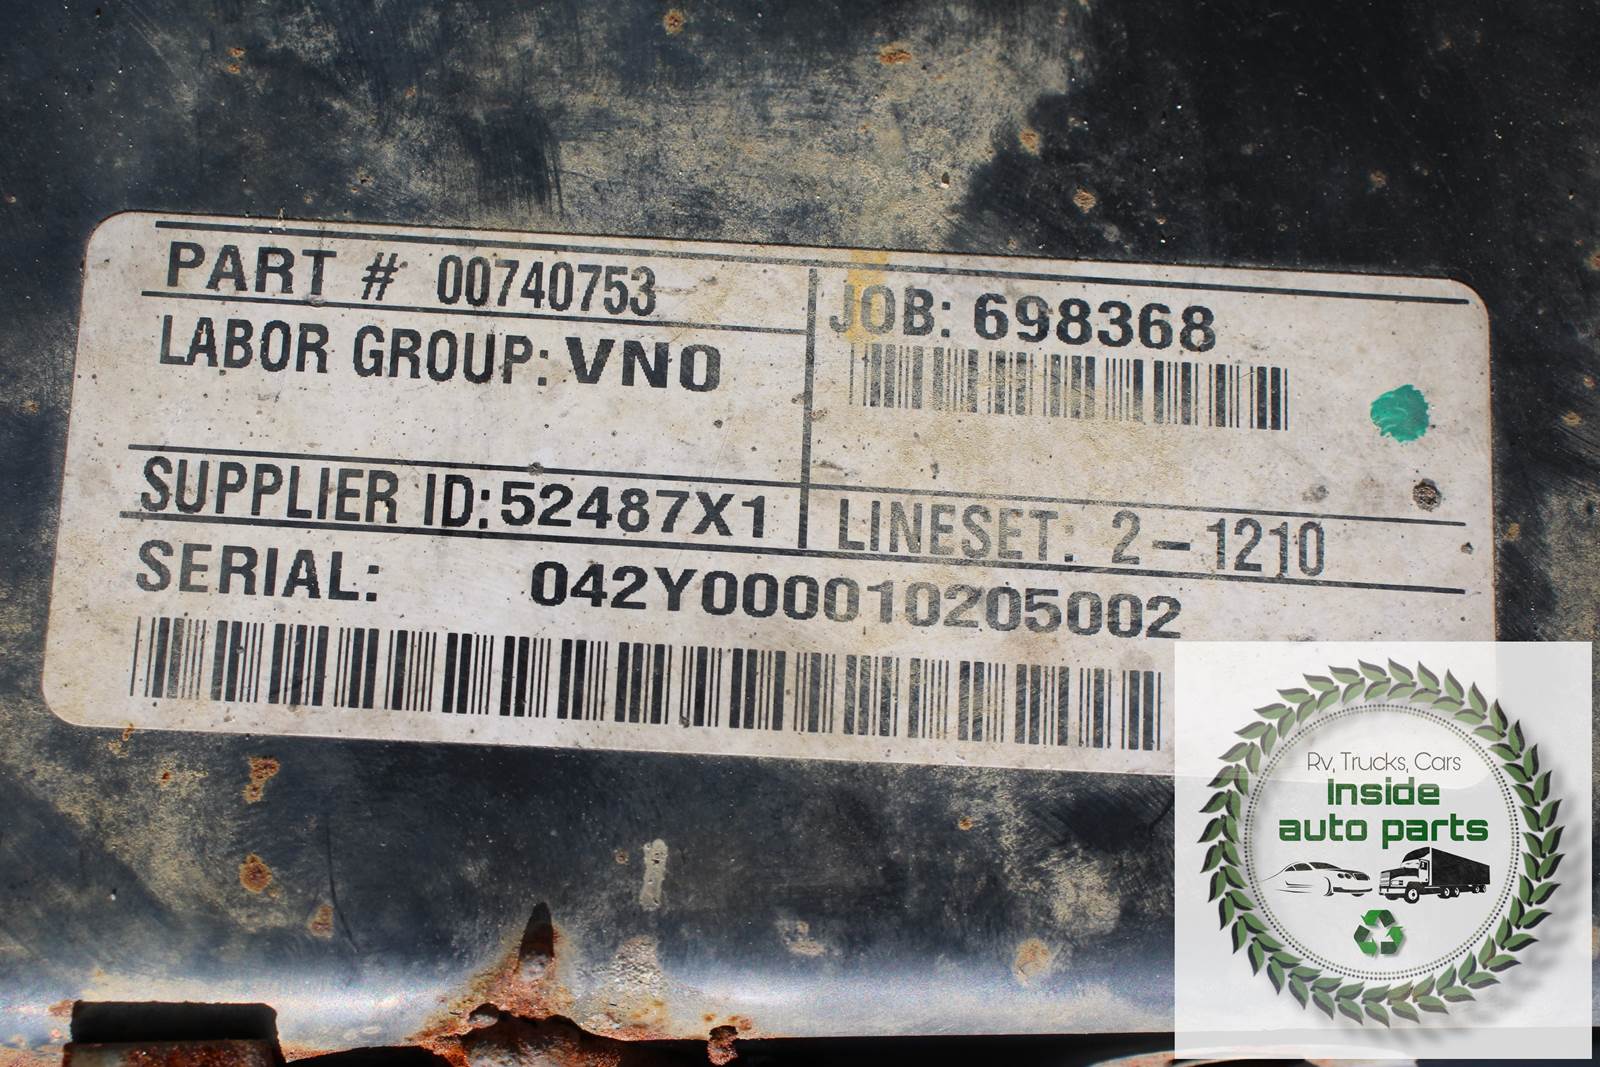 PART # 00740753
JOB: 698368
LABOR GROUP: VNO
SUPPLIER ID: 52487X1
LINESET: 2-1210
SERIAL: 042Y000010205002
Rv, Trucks, Cars
Inside
auto parts